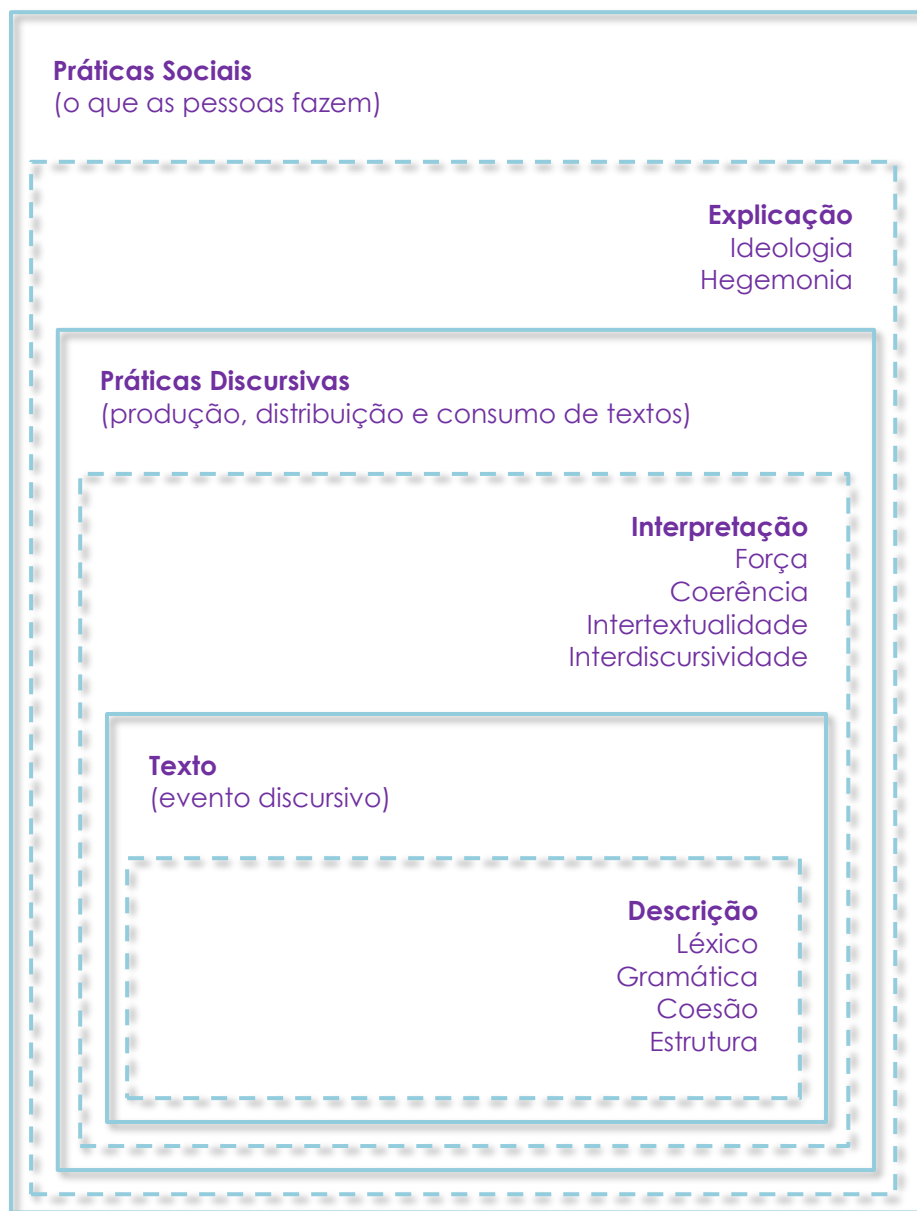 Práticas Sociais
(o que as pessoas fazem)
Explicação
Ideologia
Hegemonia
Práticas Discursivas
(produção, distribuição e consumo de textos)
Interpretação
Força
Coerência
Intertextualidade
Interdiscursividade
Texto
(evento discursivo)
Descrição
Léxico
Gramática
Coesão
Estrutura